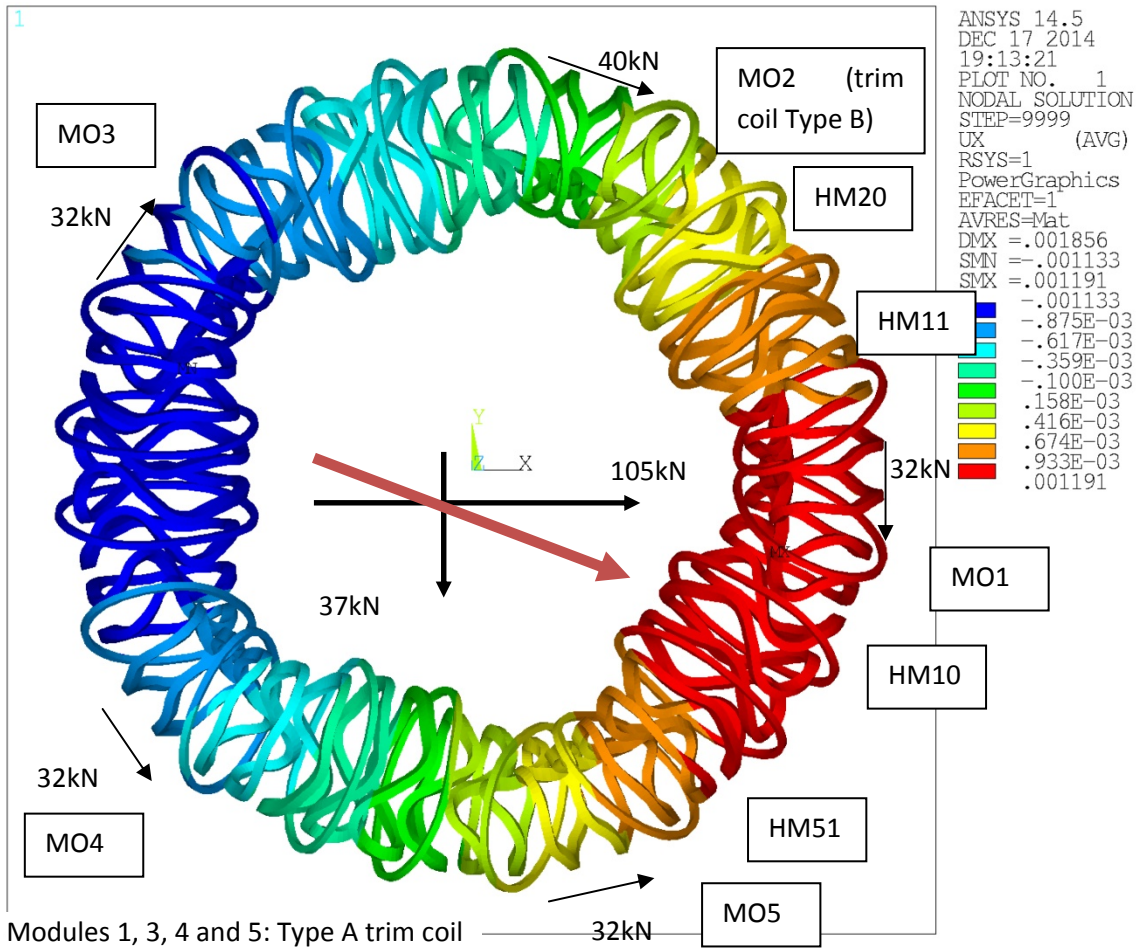 1
ANSYS 14.5
DEC 17 2014
19:13:21
PLOT NO. 1
NODAL SOLUTION
STEP=9999
UX (AVG)
RSYS=1
PowerGraphics
EFACET=1
AVRES=Mat
DMX =.001856
SMN =-.001133
SMX =.001191
-.001133
-.875E-03
-.617E-03
-.359E-03
-.100E-03
.158E-03
.416E-03
.674E-03
.933E-03
.001191
40kN
MO2 (trim
coil Type B)
MO3
HM20
32kN
HM11
MN
Y
Z X
105kN
32kN
MX
MO1
37kN
HM10
32kN
HM51
MO4
MO5
Modules 1, 3, 4 and 5: Type A trim coil
32kN